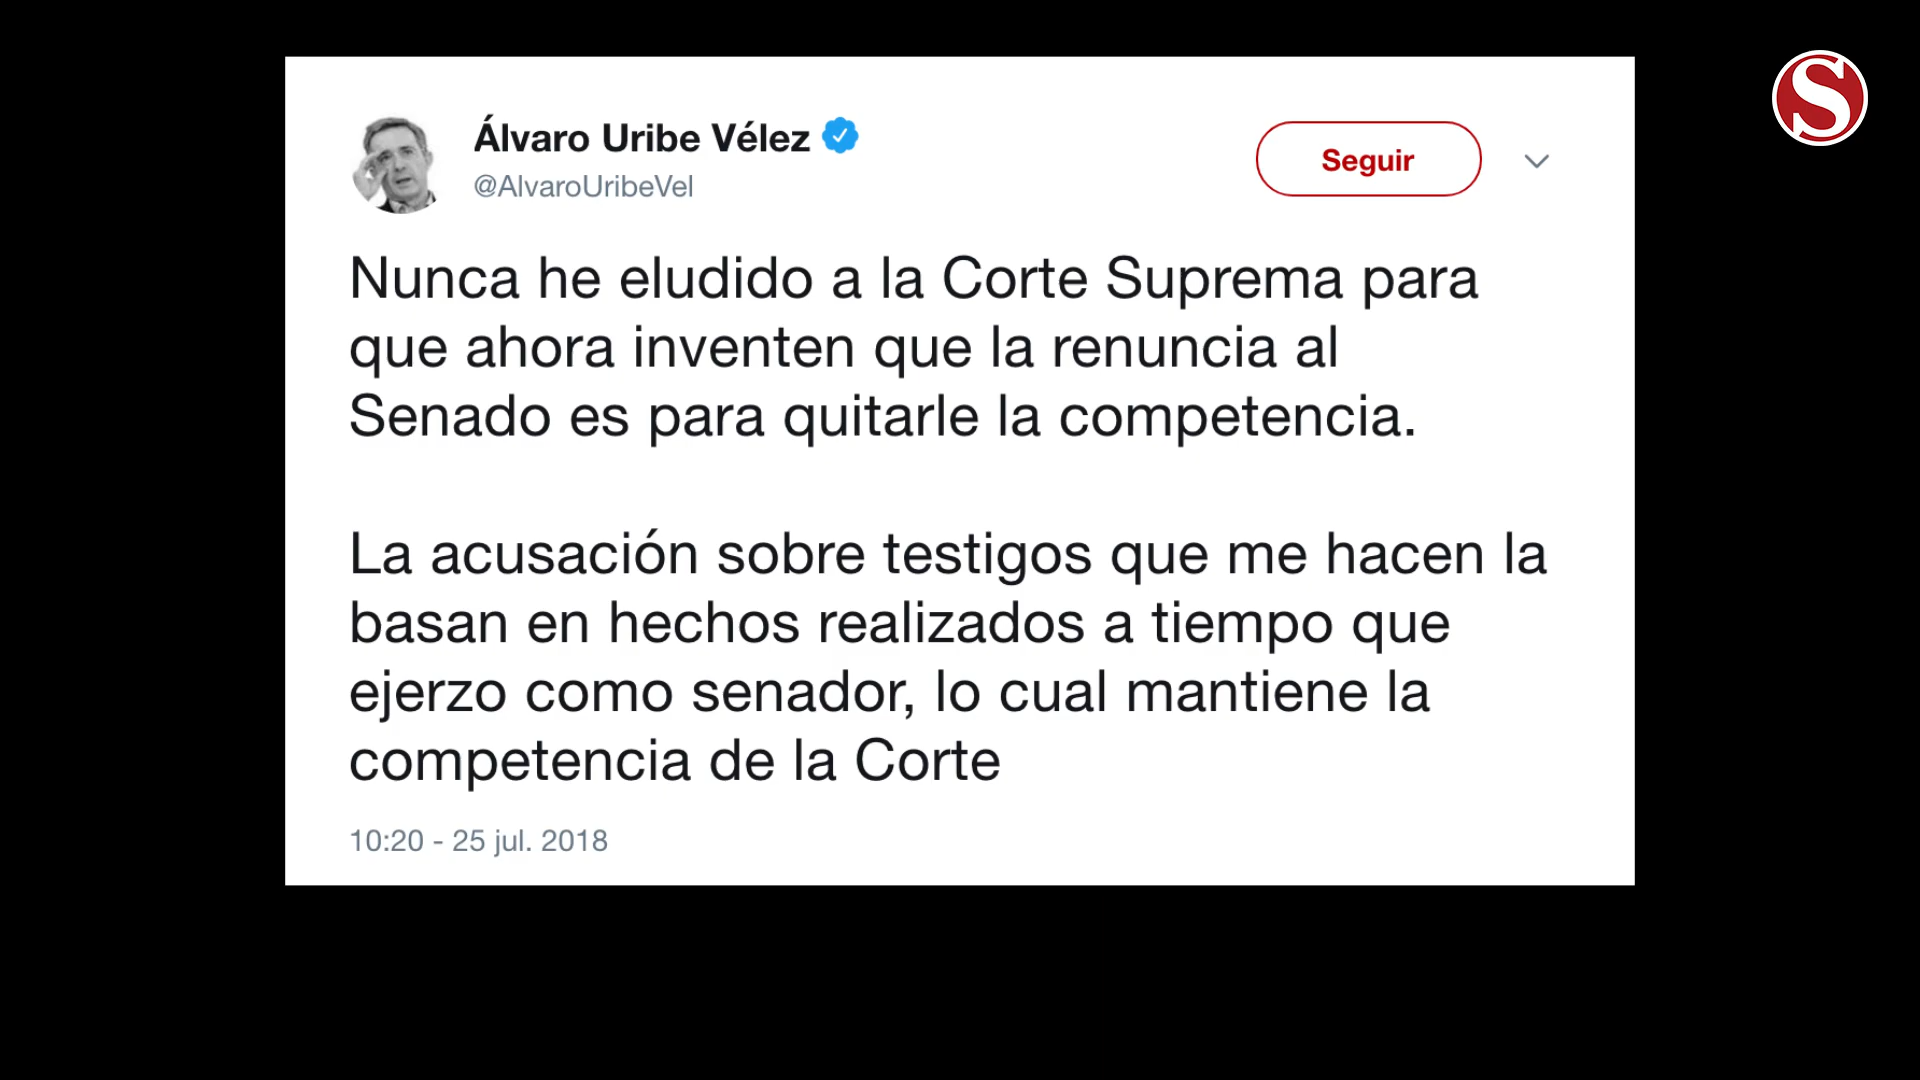 Álvaro Uribe Vélez
@AlvaroUribeVel
Seguir
S
Nunca he eludido a la Corte Suprema para
que ahora inventen que la renuncia al
Senado es para quitarle la competencia.
La acusación sobre testigos que me hacen la
basan en hechos realizados a tiempo que
ejerzo como senador, lo cual mantiene la
competencia de la Corte
10:20 - 25 jul. 2018